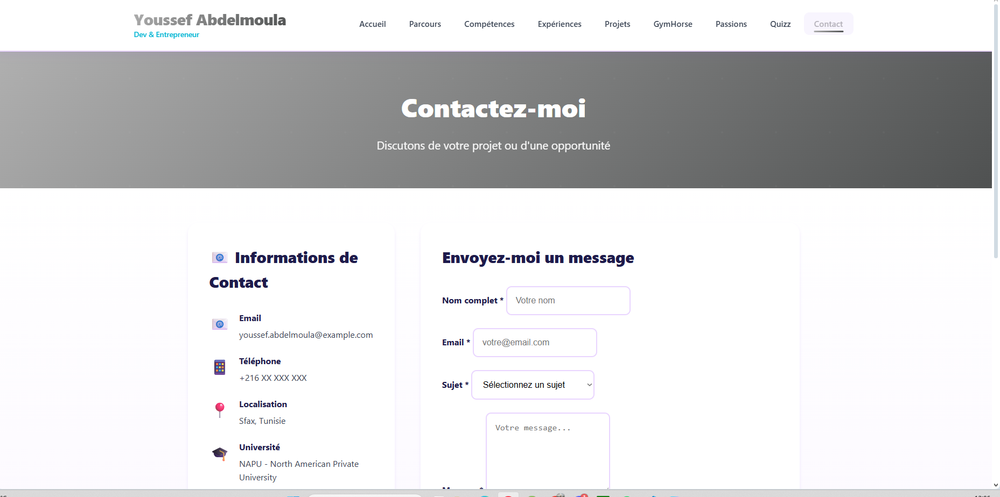 Youssef Abdelmoula
Dev & Entrepreneur
Accueil Parcours Compétences Expériences Projets GymHorse Passions Quizz Contact
Contactez-moi
Discutons de votre projet ou d'une opportunité
Informations de
Contact
Email
youssef.abdelmoula@example.com
Téléphone
+216 XX XXX XXX
Localisation
Sfax, Tunisie
Université
NAPU - North American Private
University
Envoyez-moi un message
Nom complet * Votre nom
Email * votre@email.com
Sujet * Sélectionnez un sujet
Votre message...